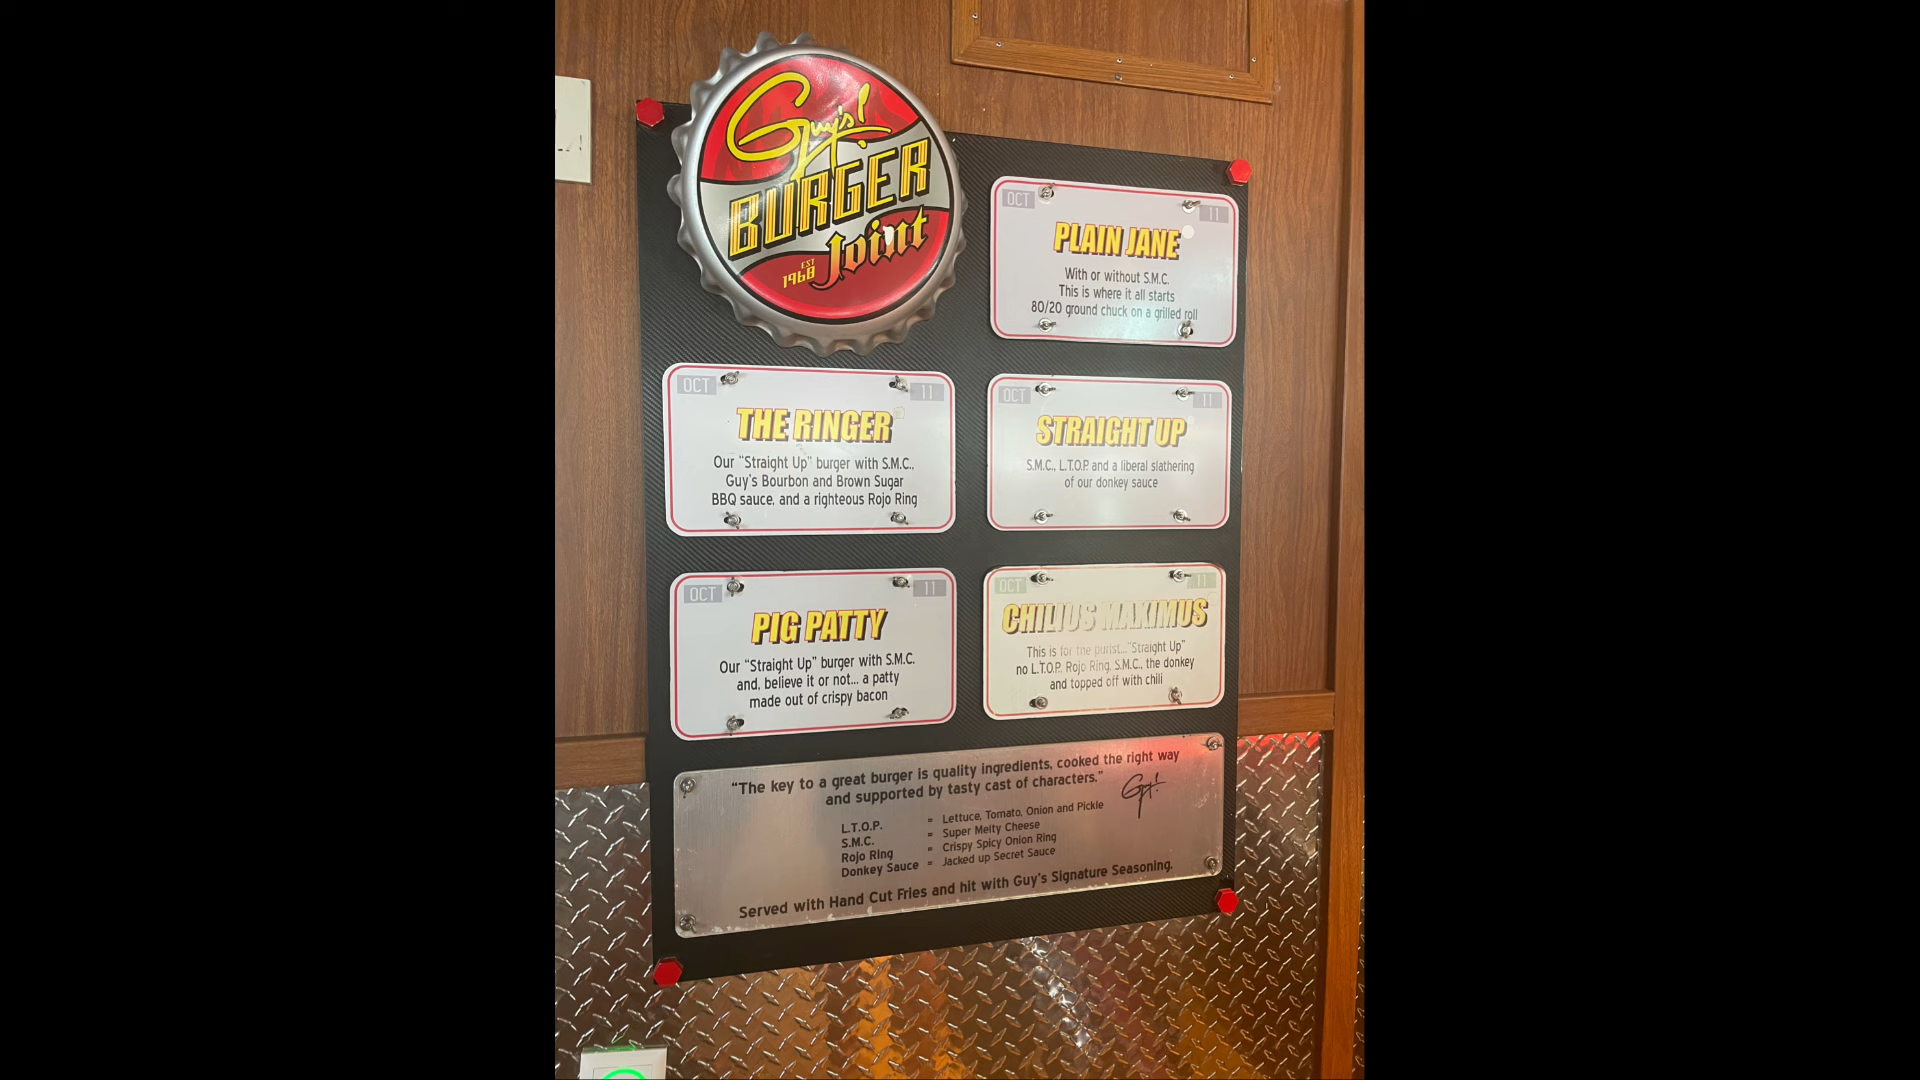 Guy's!
BURGER
Joint
EST
1968
OCT 11
PLAIN JANE
With or without S.M.C.
This is where it all starts
80/20 ground chuck on a grilled roll
OCT 11
THE RINGER
Our "Straight Up" burger with S.M.C.,
Guy's Bourbon and Brown Sugar
BBQ sauce, and a righteous Rojo Ring
OCT 11
STRAIGHT UP
S.M.C., L.T.O.P. and a liberal slathering
of our donkey sauce
OCT 11
PIG PATTY
Our "Straight Up" burger with S.M.C.
and, believe it or not... a patty
made out of crispy bacon
OCT 11
CHILIUS MAXIMUS
This is for the purist... "Straight Up"
no L.T.O.P. Rojo Ring, S.M.C., the donkey
and topped off with chili
"The key to a great burger is quality ingredients, cooked the right way
and supported by tasty cast of characters."
L.T.O.P. = Lettuce, Tomato, Onion and Pickle
S.M.C. = Super Melty Cheese
Rojo Ring = Crispy Spicy Onion Ring
Donkey Sauce = Jacked up Secret Sauce
Served with Hand Cut Fries and hit with Guy's Signature Seasoning.